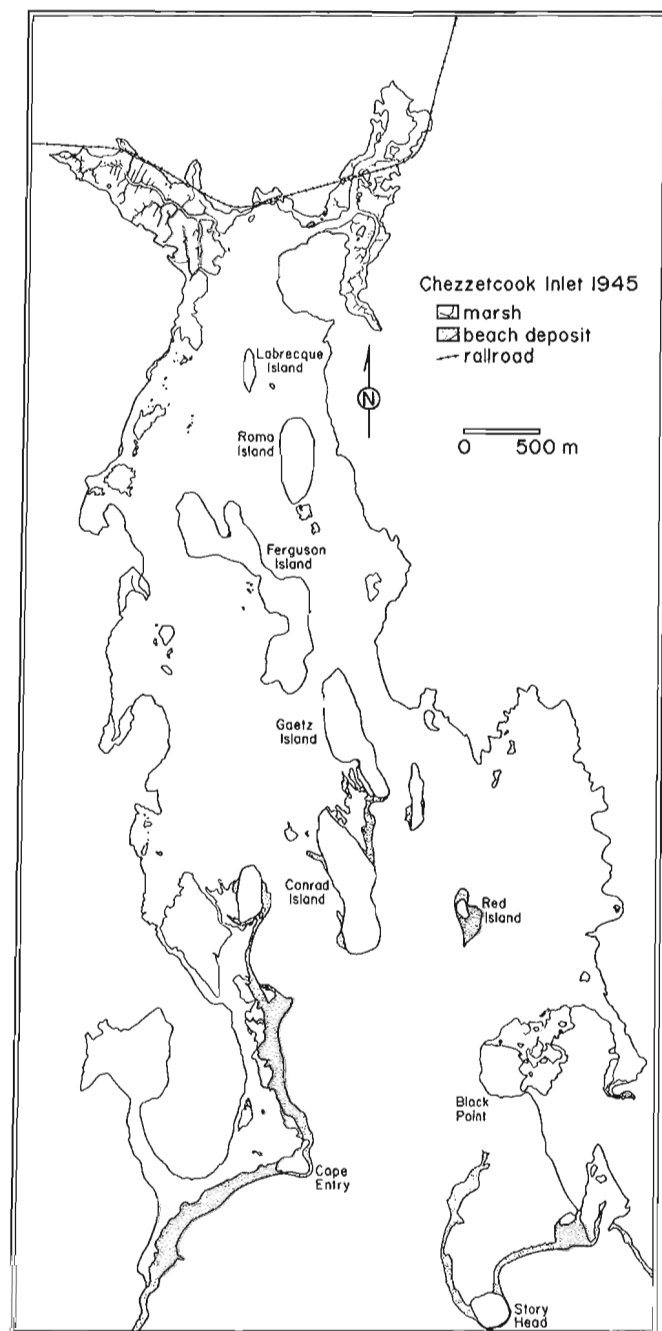 Chezzetcook Inlet 1945
marsh
beach deposit
railroad
Labrecque
Island
N
Roma
Island
0 500 m
Ferguson
Island
Gaetz
Island
Conrad
Island
Red
Island
Black
Point
Cape
Entry
Story
Head